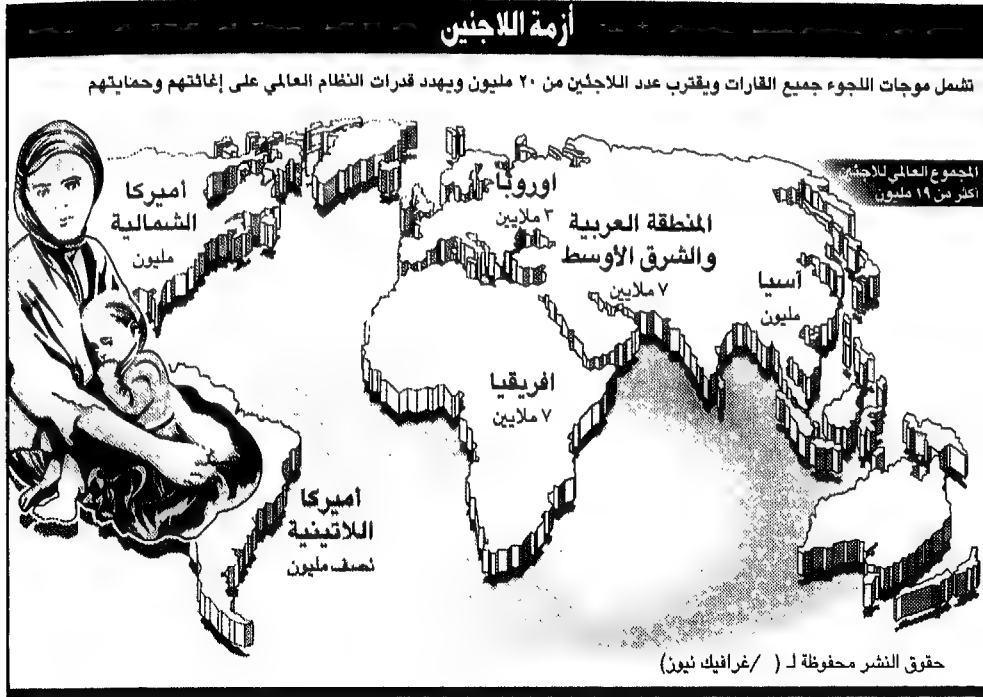 أزمة اللاجئين
تشمل موجات اللجوء جميع القارات ويقترب عدد اللاجئين من ٢٠ مليون ويهدد قدرات النظام العالمي على إغاثتهم وحمايتهم
المجموع العالمي للاجئين
أكثر من ١٩ مليون
اوروبا
٣ ملايين
أميركا
الشمالية
مليون
المنطقة العربية
والشرق الأوسط
٧ ملايين
آسيا
مليون
افريقيا
٧ ملايين
أميركا
اللاتينية
نصف مليون
حقوق النشر محفوظة لـ ( /غرافيك نيوز)